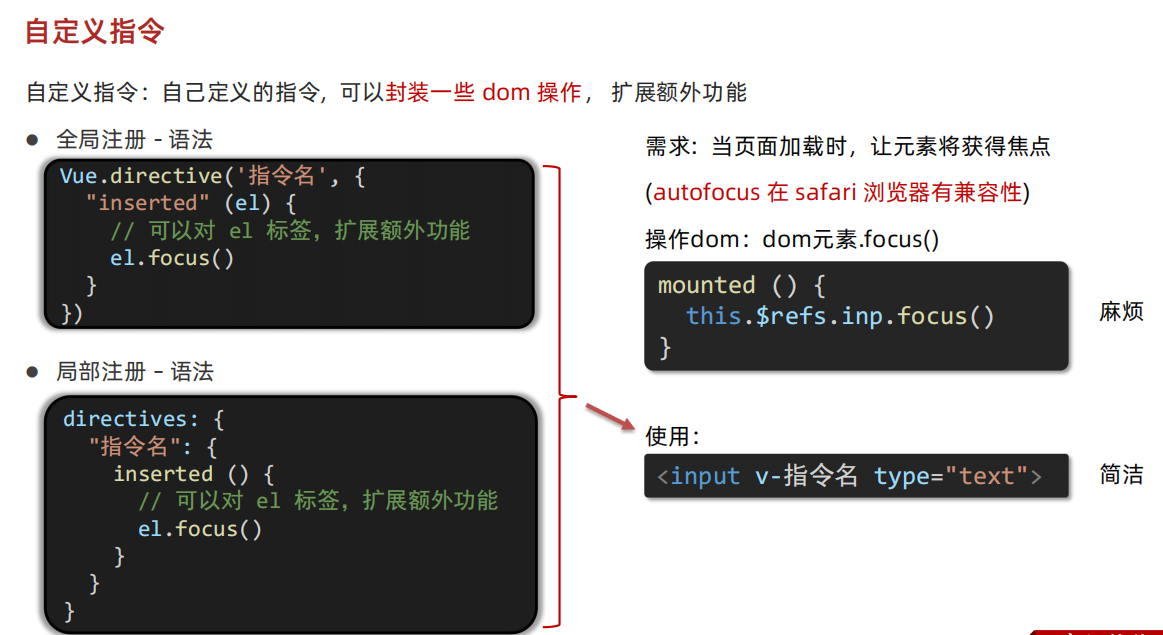 自定义指令
自定义指令：自己定义的指令, 可以封装一些 dom 操作， 扩展额外功能
● 全局注册 - 语法
Vue.directive('指令名', {
"inserted" (el) {
// 可以对 el 标签，扩展额外功能
el.focus()
}
})
● 局部注册 – 语法
directives: {
"指令名": {
inserted () {
// 可以对 el 标签，扩展额外功能
el.focus()
}
}
}
需求：当页面加载时，让元素将获得焦点
(autofocus 在 safari 浏览器有兼容性)
操作dom：dom元素.focus()
mounted () {
this.$refs.inp.focus()
}
麻烦
使用：
<input v-指令名 type="text">
简洁